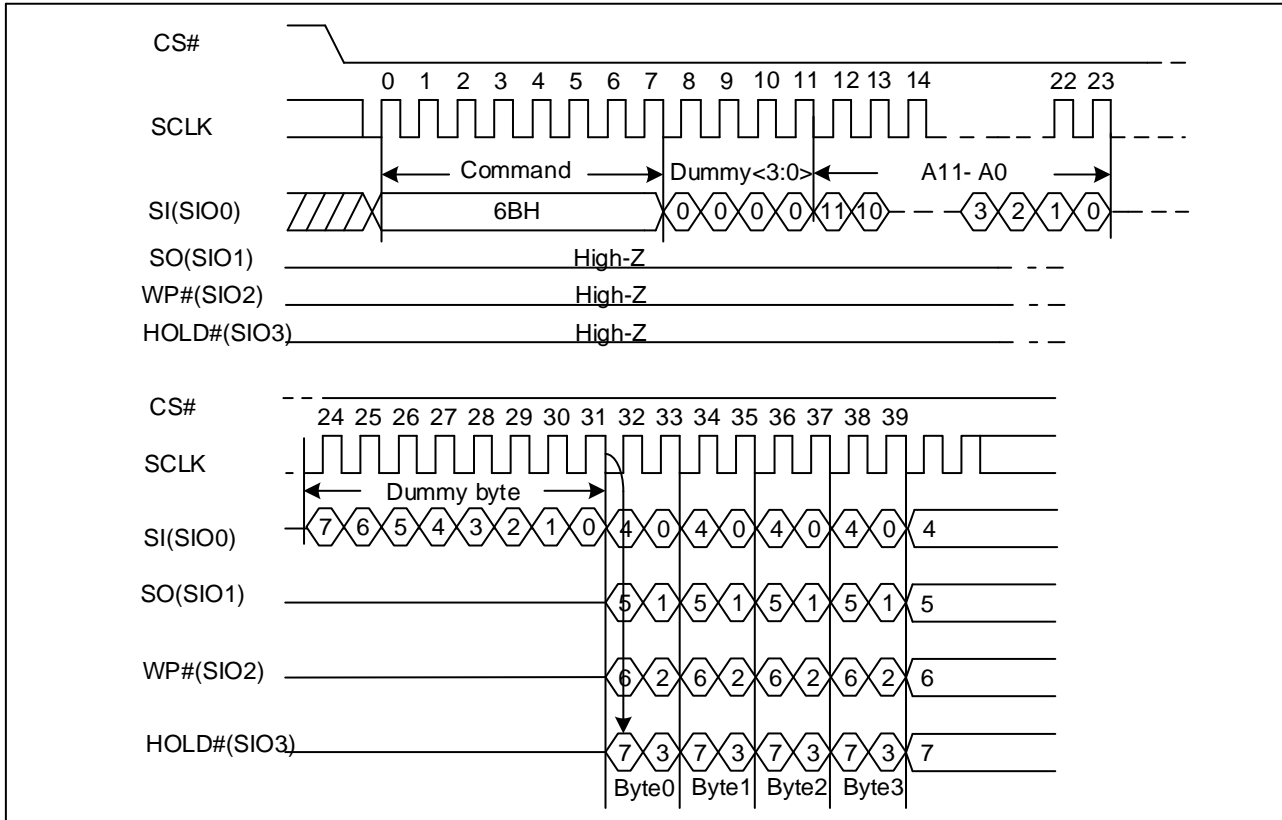 CS#
0 1 2 3 4 5 6 7 8 9 10 11 12 13 14 22 23
SCLK
Command Dummy<3:0> A11- A0
SI(SIO0) 6BH 0 0 0 0 11 10 3 2 1 0
SO(SIO1) High-Z
WP#(SIO2) High-Z
HOLD#(SIO3) High-Z
CS#
24 25 26 27 28 29 30 31 32 33 34 35 36 37 38 39
SCLK
Dummy byte
SI(SIO0) 7 6 5 4 3 2 1 0 4 0 4 0 4 0 4 0 4
SO(SIO1) 5 1 5 1 5 1 5 1 5
WP#(SIO2) 6 2 6 2 6 2 6 2 6
HOLD#(SIO3) 7 3 7 3 7 3 7 3 7
Byte0 Byte1 Byte2 Byte3